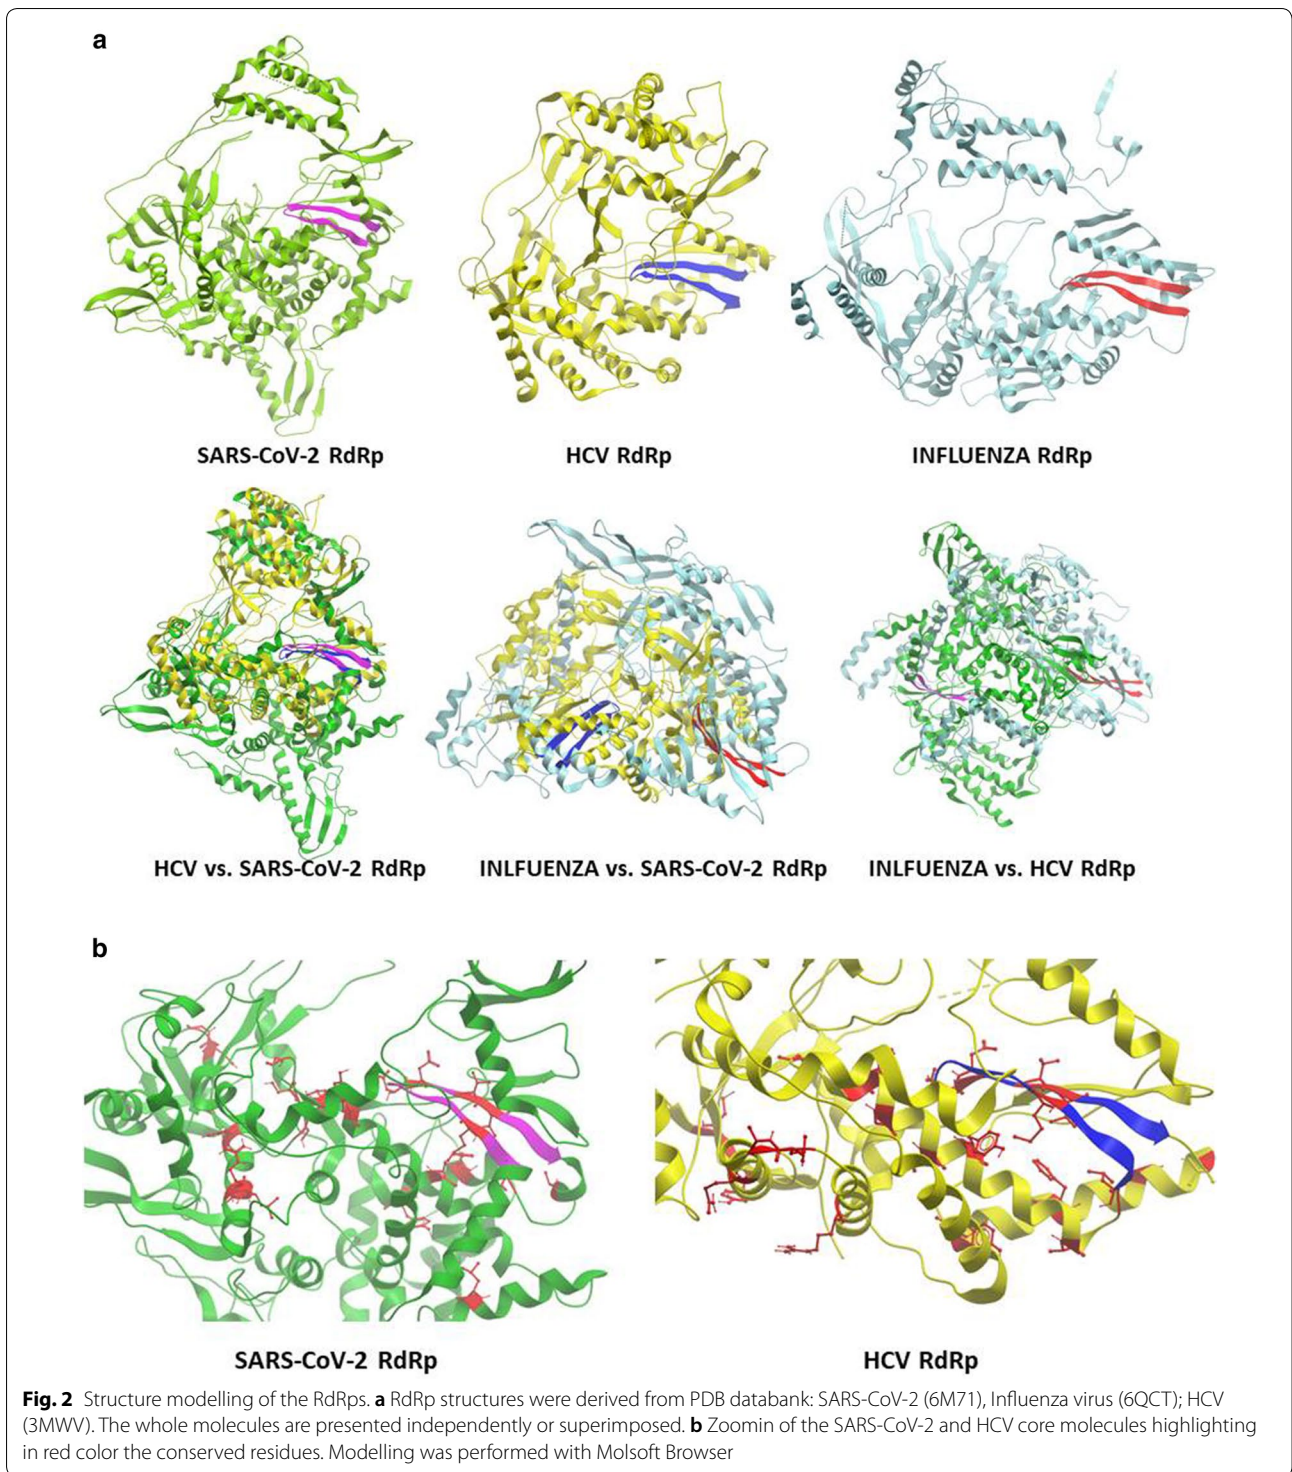 a
SARS-CoV-2 RdRp
HCV RdRp
INFLUENZA RdRp
HCV vs. SARS-CoV-2 RdRp
INLFUENZA vs. SARS-CoV-2 RdRp
INLFUENZA vs. HCV RdRp
b
SARS-CoV-2 RdRp
HCV RdRp
Fig. 2 Structure modelling of the RdRps. a RdRp structures were derived from PDB databank: SARS-CoV-2 (6M71), Influenza virus (6QCT); HCV
(3MWV). The whole molecules are presented independently or superimposed. b Zoomin of the SARS-CoV-2 and HCV core molecules highlighting
in red color the conserved residues. Modelling was performed with Molsoft Browser